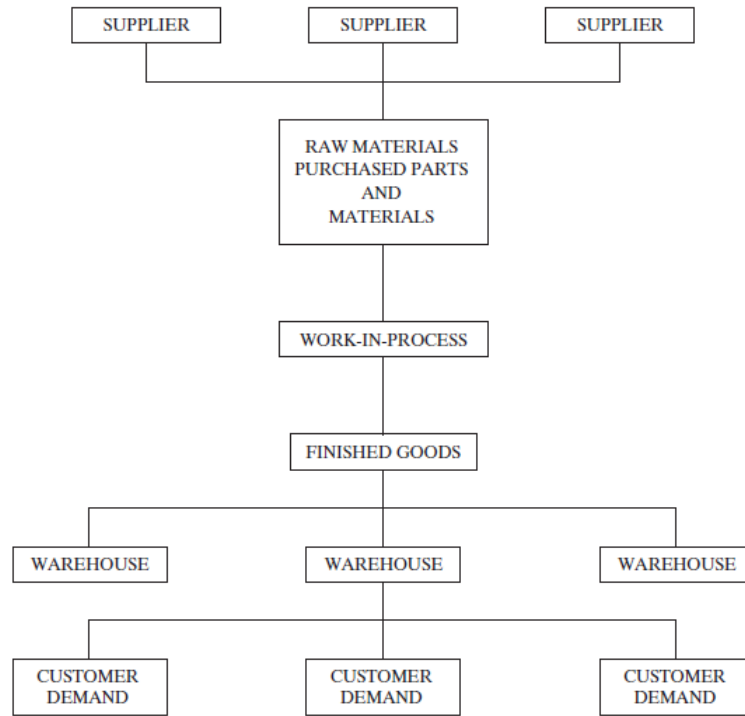 SUPPLIER
SUPPLIER
SUPPLIER
RAW MATERIALS
PURCHASED PARTS
AND
MATERIALS
WORK-IN-PROCESS
FINISHED GOODS
WAREHOUSE
WAREHOUSE
WAREHOUSE
CUSTOMER
DEMAND
CUSTOMER
DEMAND
CUSTOMER
DEMAND